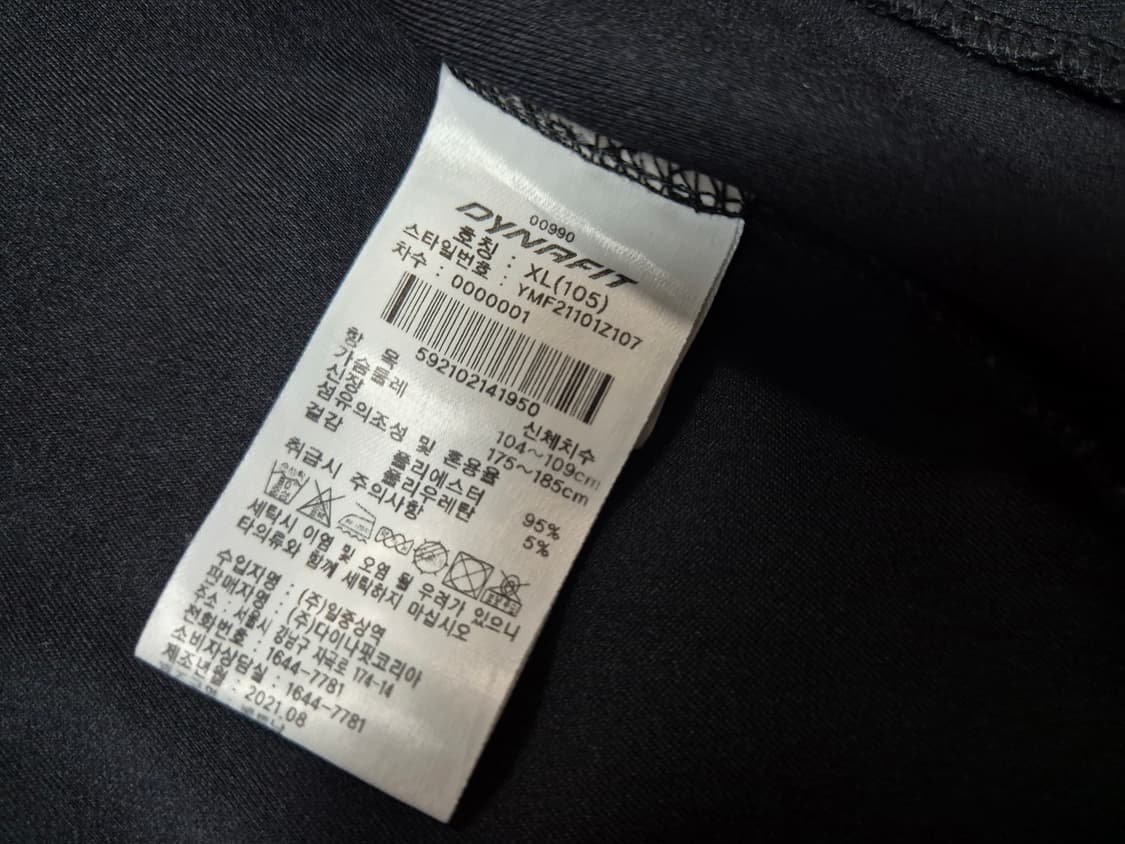 00990
DYNAFIT
호칭 : XL(105)
스타일번호 : YMF21101Z107
차수 : 0000001
592102141950
항 목 신체치수
가슴둘레 104~109cm
신장 175~185cm
섬유의조성 및 혼용율
겉감 폴리에스터 95%
폴리우레탄 5%
취급시 주의사항
세탁시 이염 및 오염 될 우려가 있으니
타의류와 함께 세탁하지 마십시오
수입자명 : (주)일중상역
판매자명 : (주)다이나핏코리아
주소 : 서울시 강남구 자곡로 174-14
전화번호 : 1644-7781
소비자상담실 : 1644-7781
제조년월 : 2021.08